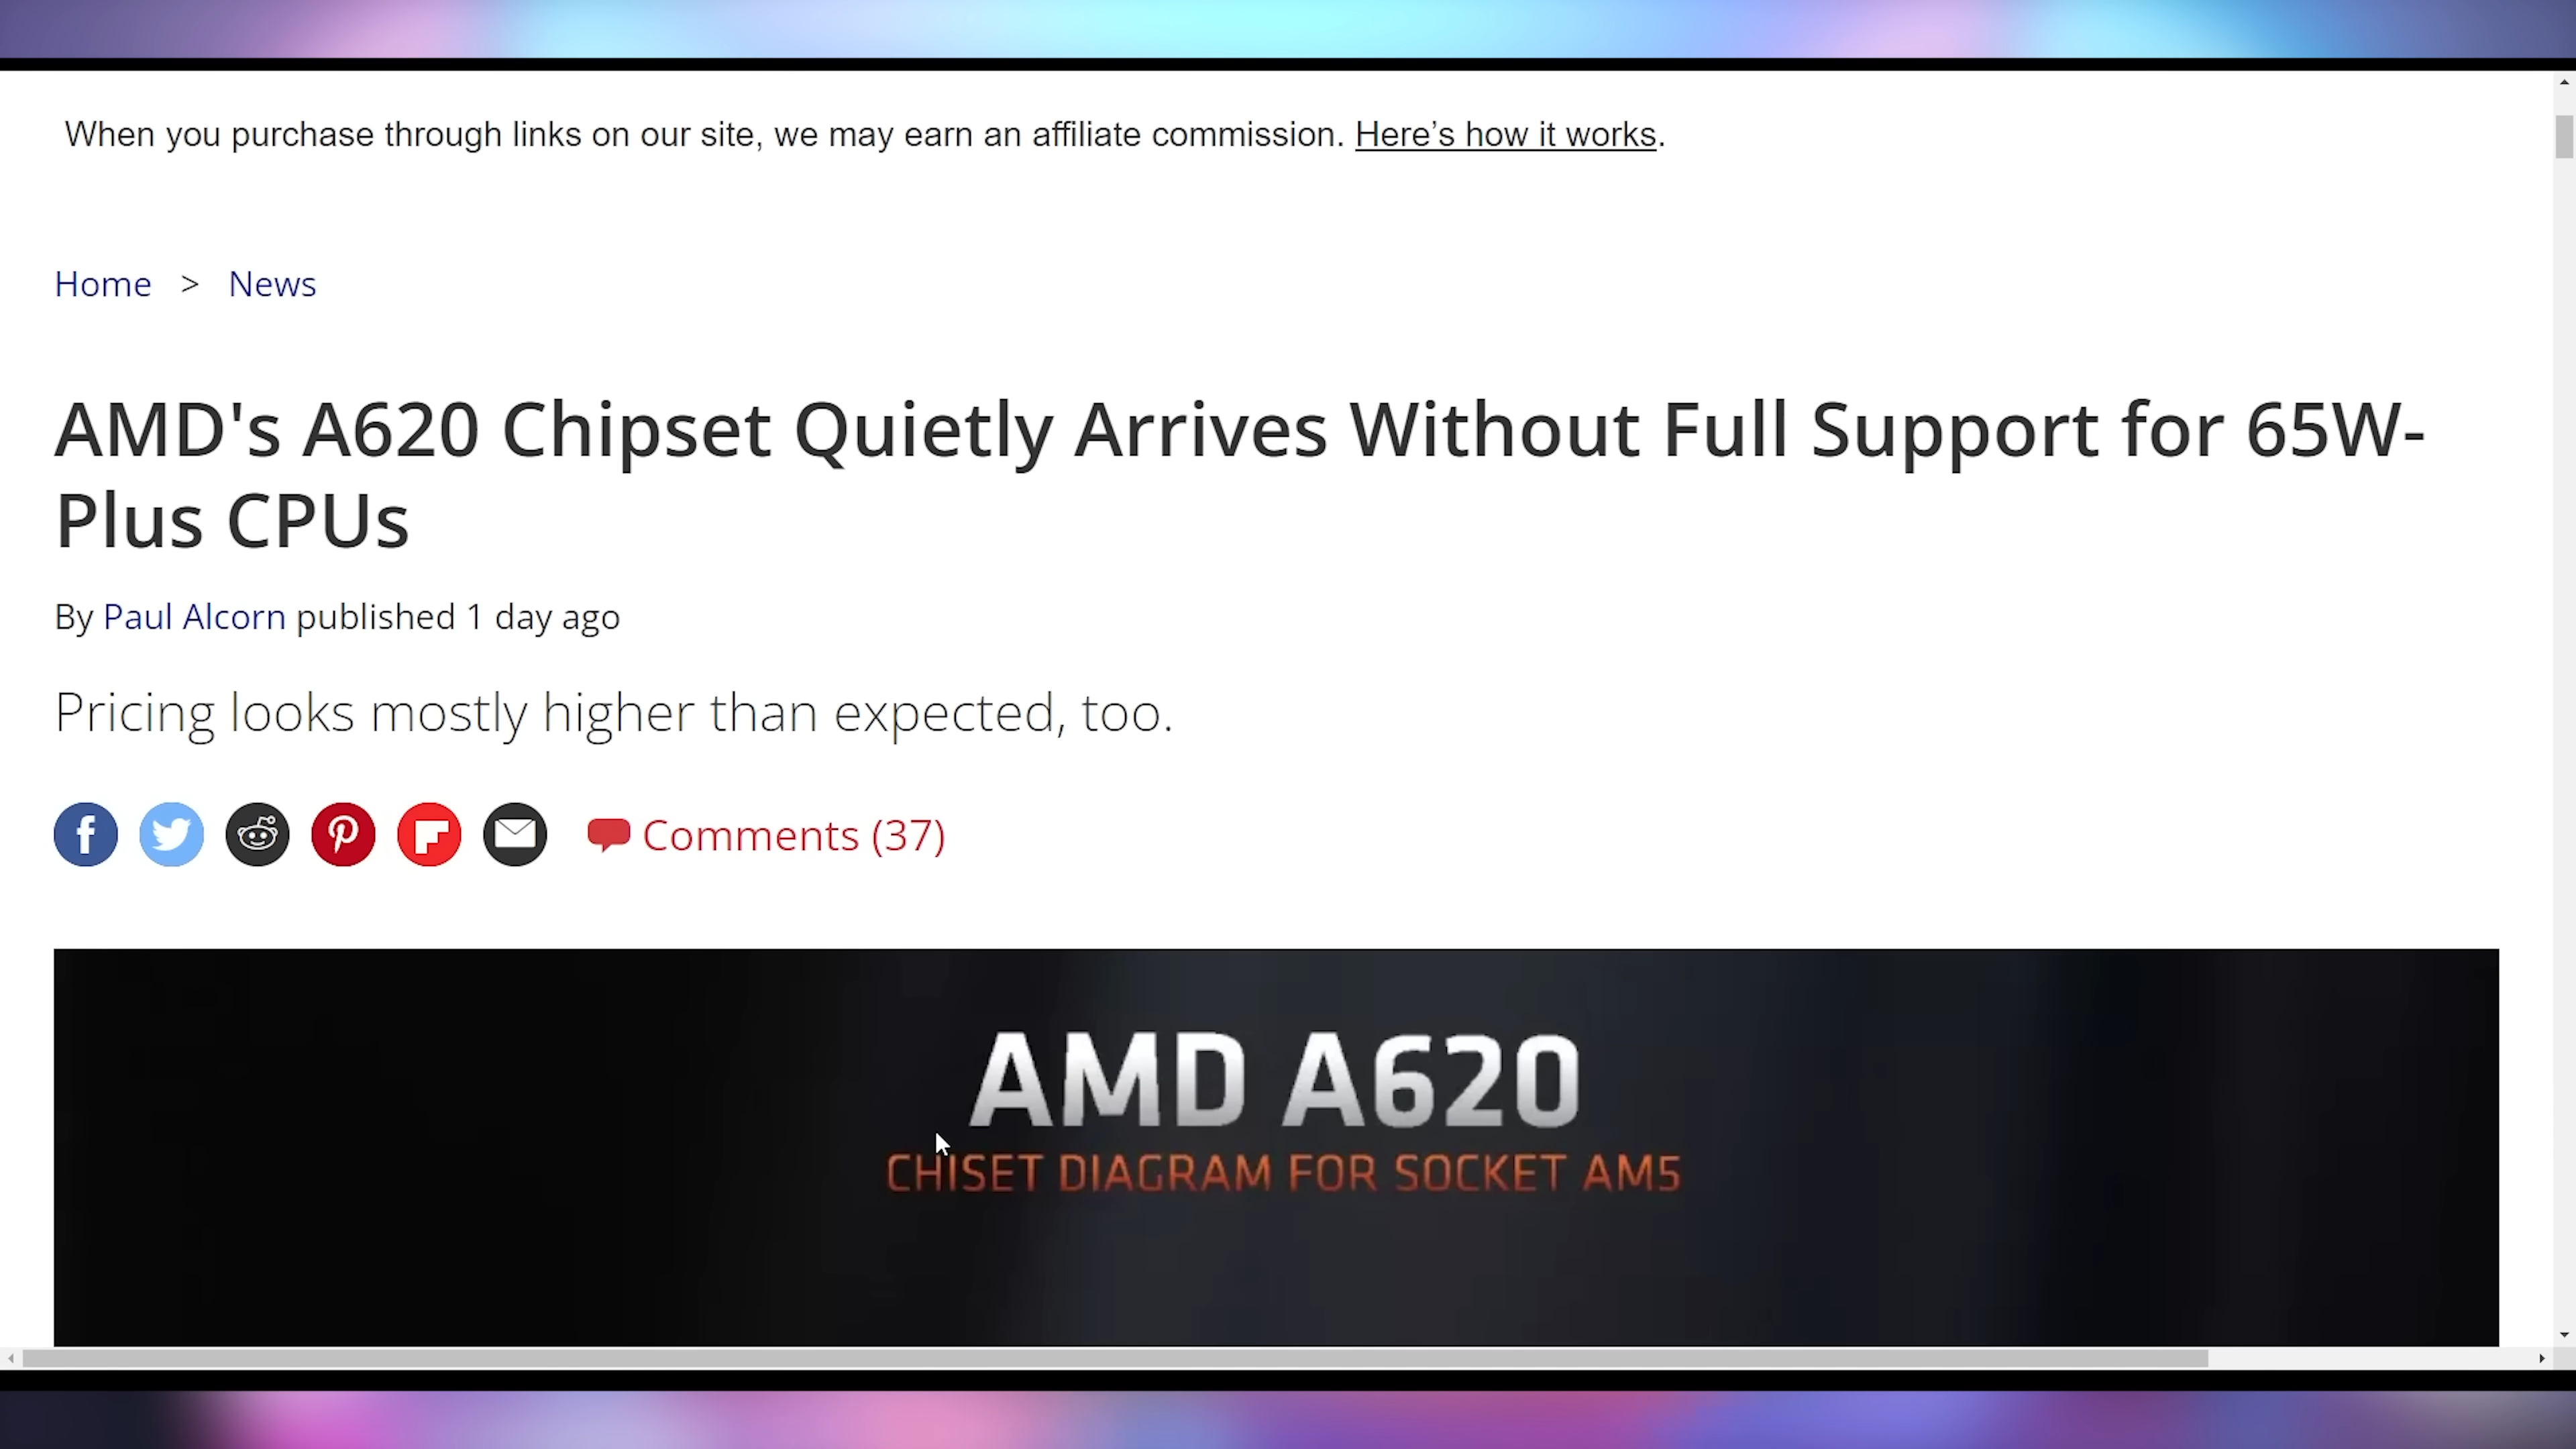 When you purchase through links on our site, we may earn an affiliate commission. Here’s how it works.
Home > News
AMD's A620 Chipset Quietly Arrives Without Full Support for 65W-
Plus CPUs
By Paul Alcorn published 1 day ago
Pricing looks mostly higher than expected, too.
Comments (37)
AMD A620
CHISET DIAGRAM FOR SOCKET AM5